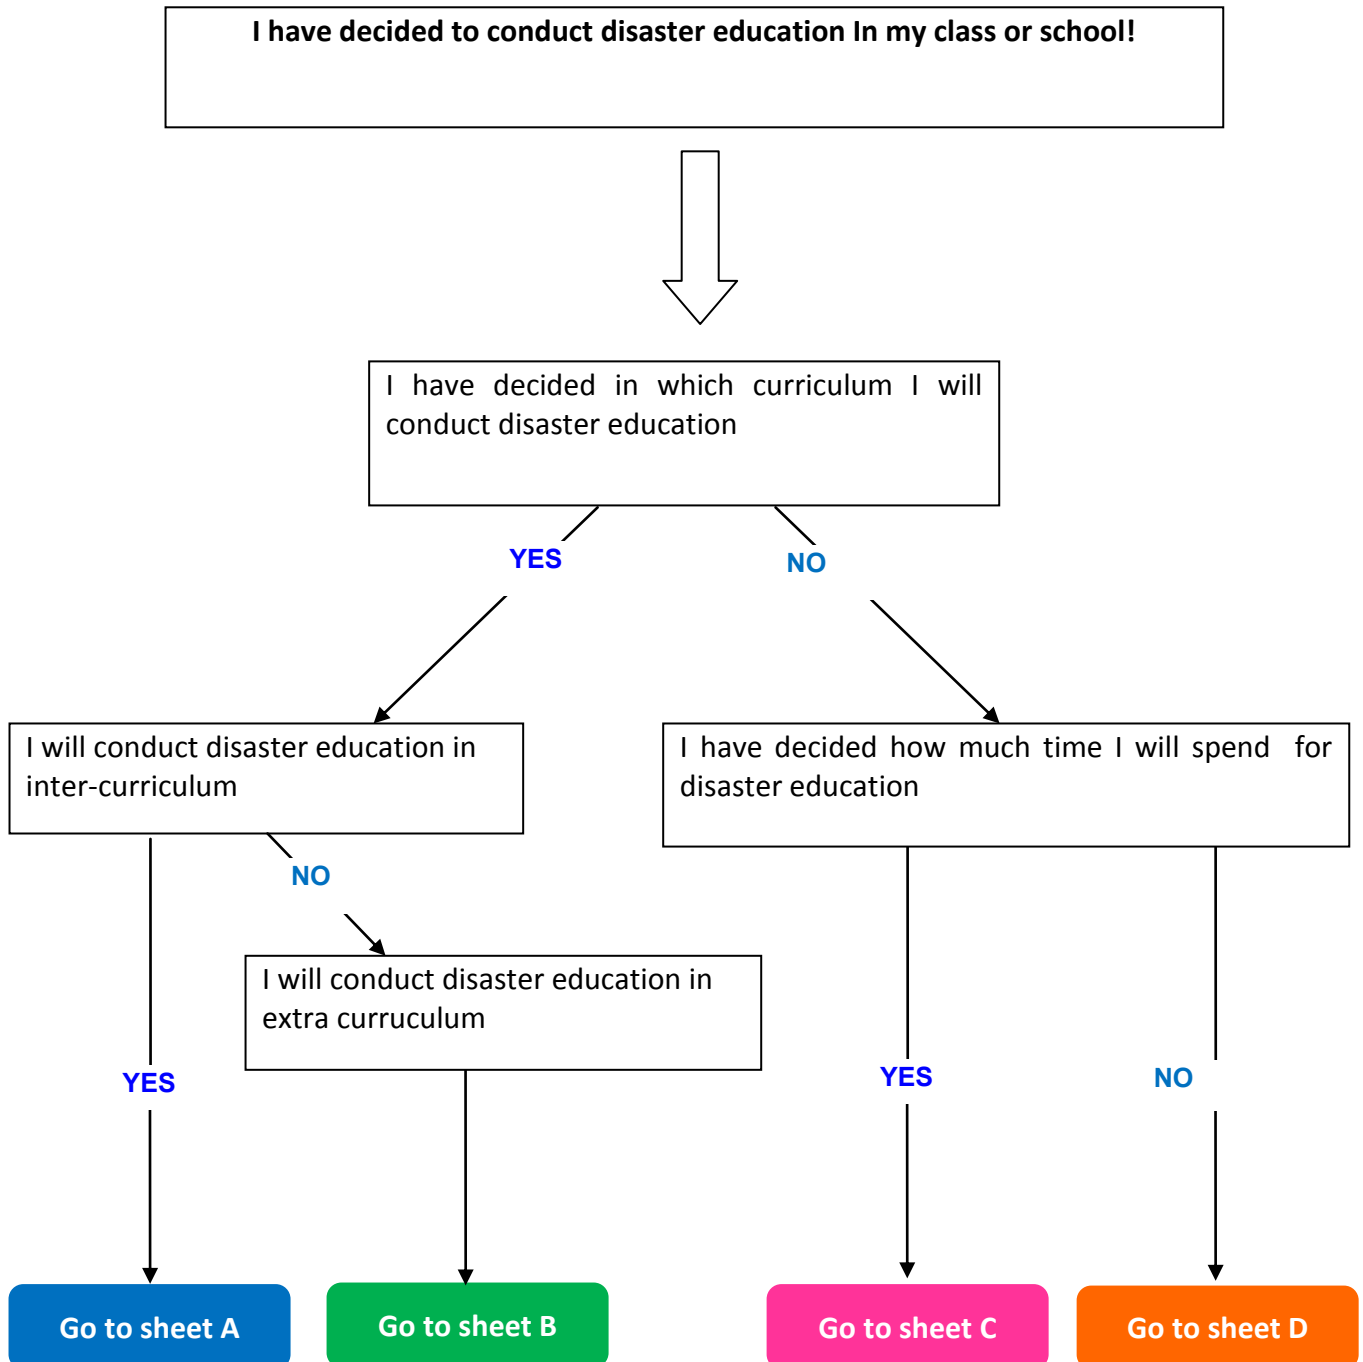 I have decided to conduct disaster education In my class or school!
I have decided in which curriculum I will
conduct disaster education
YES
NO
I will conduct disaster education in
inter-curriculum
I have decided how much time I will spend for
disaster education
NO
I will conduct disaster education in
extra curruculum
YES
YES
NO
Go to sheet A
Go to sheet B
Go to sheet C
Go to sheet D